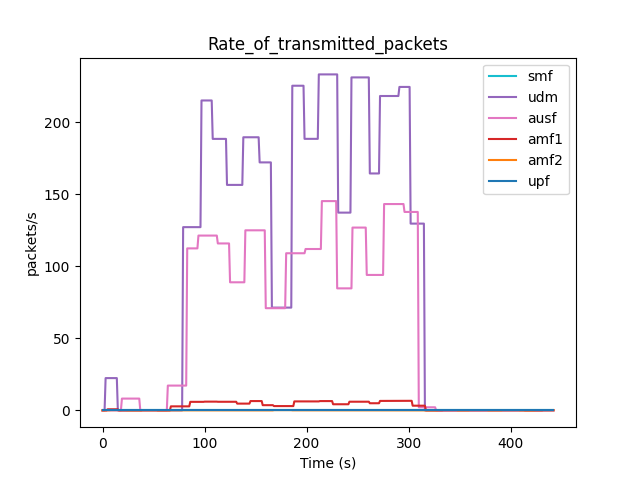 Rate_of_transmitted_packets
packets/s
200
150
100
50
0
0 100 200 300 400
Time (s)
smf
udm
ausf
amf1
amf2
upf